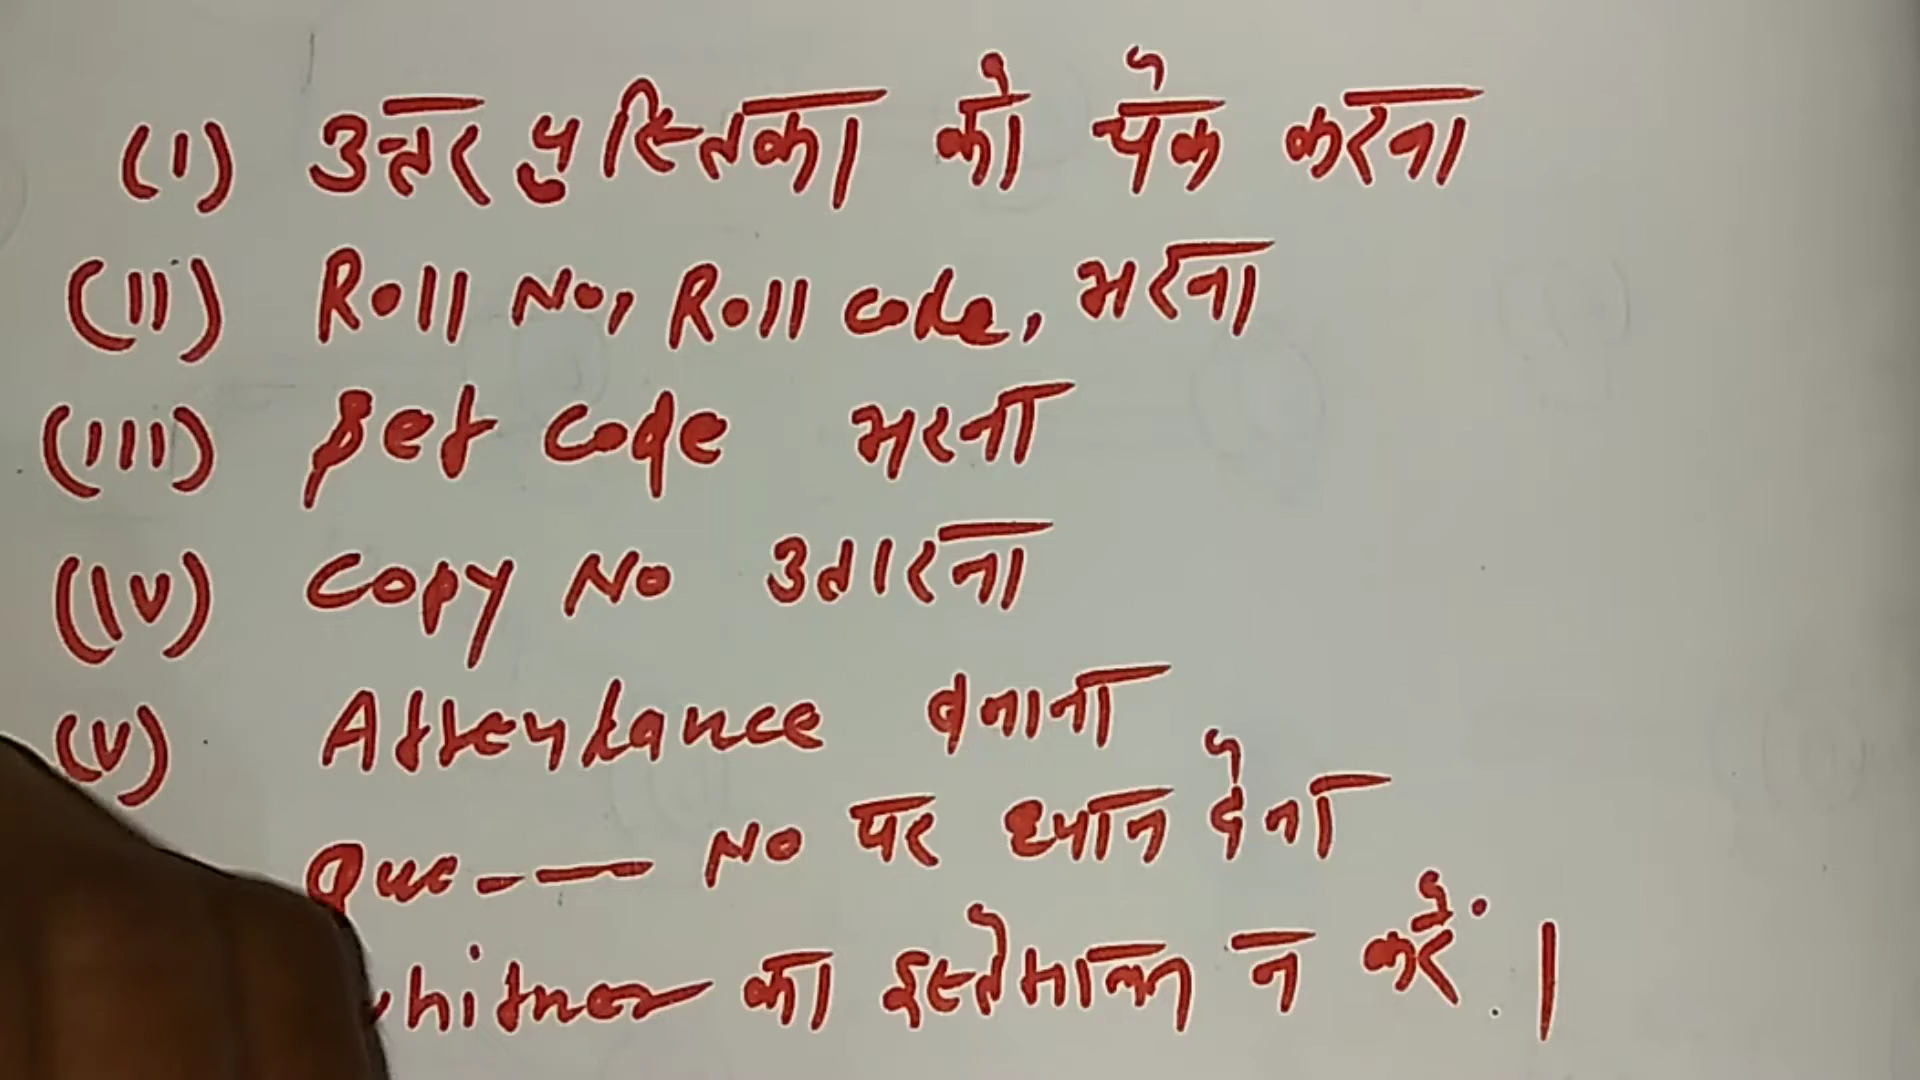 (I) उत्तर पुस्तिका को चेक करना
(II) Roll No, Roll code, भरना
(III) Set code भरना
(IV) Copy No उतारना
(V) Attendance बनाना
Que -— No पर ध्यान देना
whitner का इस्तेमाल न करें।